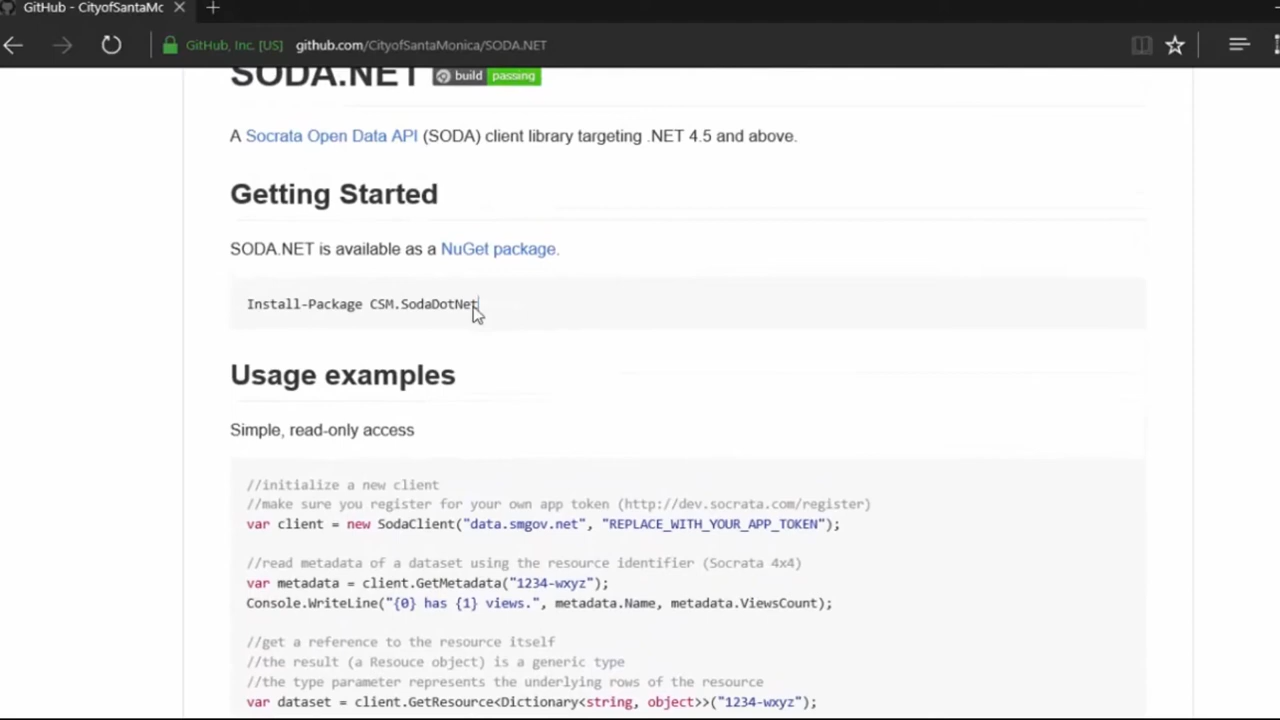 GitHub - CityofSantaMo
GitHub, Inc. [US] github.com/CityofSantaMonica/SODA.NET
SODA.NET build passing
A Socrata Open Data API (SODA) client library targeting .NET 4.5 and above.
Getting Started
SODA.NET is available as a NuGet package.
Install-Package CSM.SodaDotNet
Usage examples
Simple, read-only access
//initialize a new client
//make sure you register for your own app token (http://dev.socrata.com/register)
var client = new SodaClient("data.smgov.net", "REPLACE_WITH_YOUR_APP_TOKEN");
//read metadata of a dataset using the resource identifier (Socrata 4x4)
var metadata = client.GetMetadata("1234-wxyz");
Console.WriteLine("{0} has {1} views.", metadata.Name, metadata.ViewsCount);
//get a reference to the resource itself
//the result (a Resouce object) is a generic type
//the type parameter represents the underlying rows of the resource
var dataset = client.GetResource<Dictionary<string, object>>("1234-wxyz");